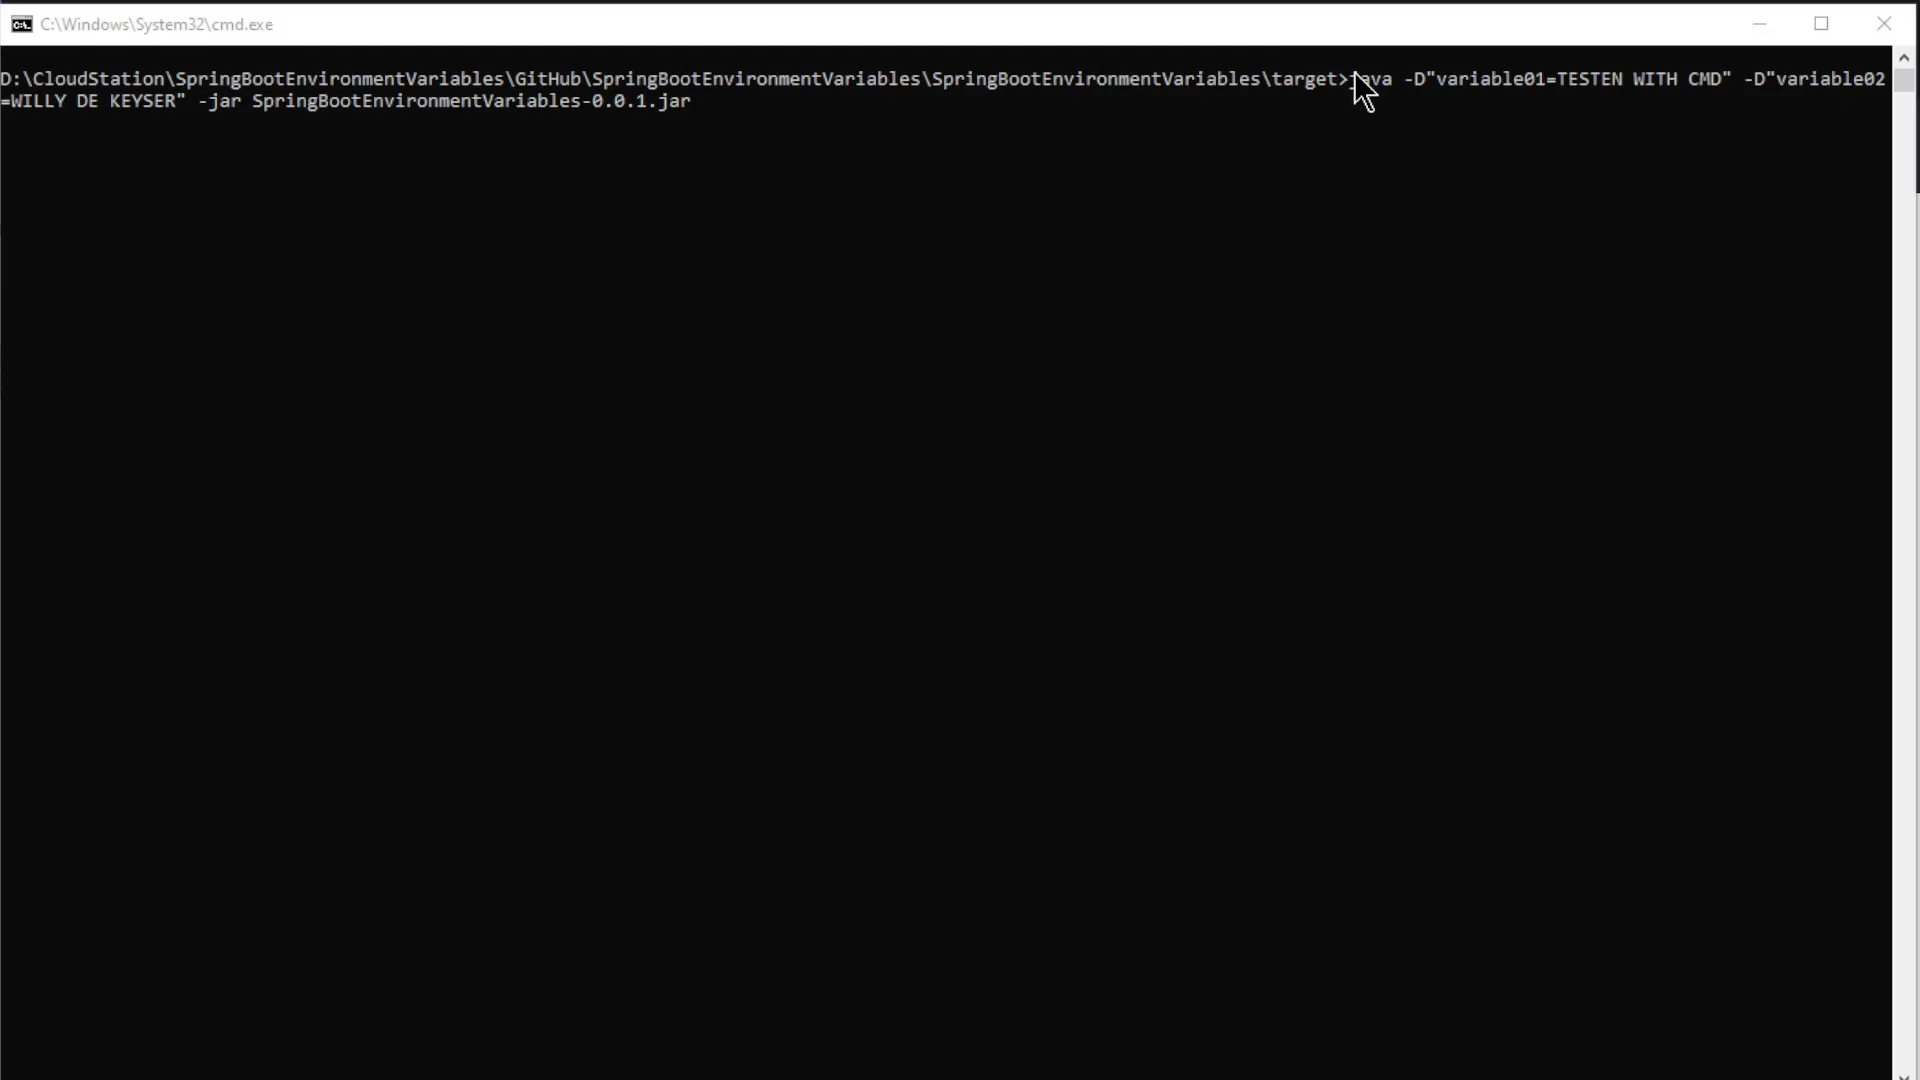 C:\Windows\System32\cmd.exe
D:\CloudStation\SpringBootEnvironmentVariables\GitHub\SpringBootEnvironmentVariables\SpringBootEnvironmentVariables\target>java -D"variable01=TESTEN WITH CMD" -D"variable02
=WILLY DE KEYSER" -jar SpringBootEnvironmentVariables-0.0.1.jar